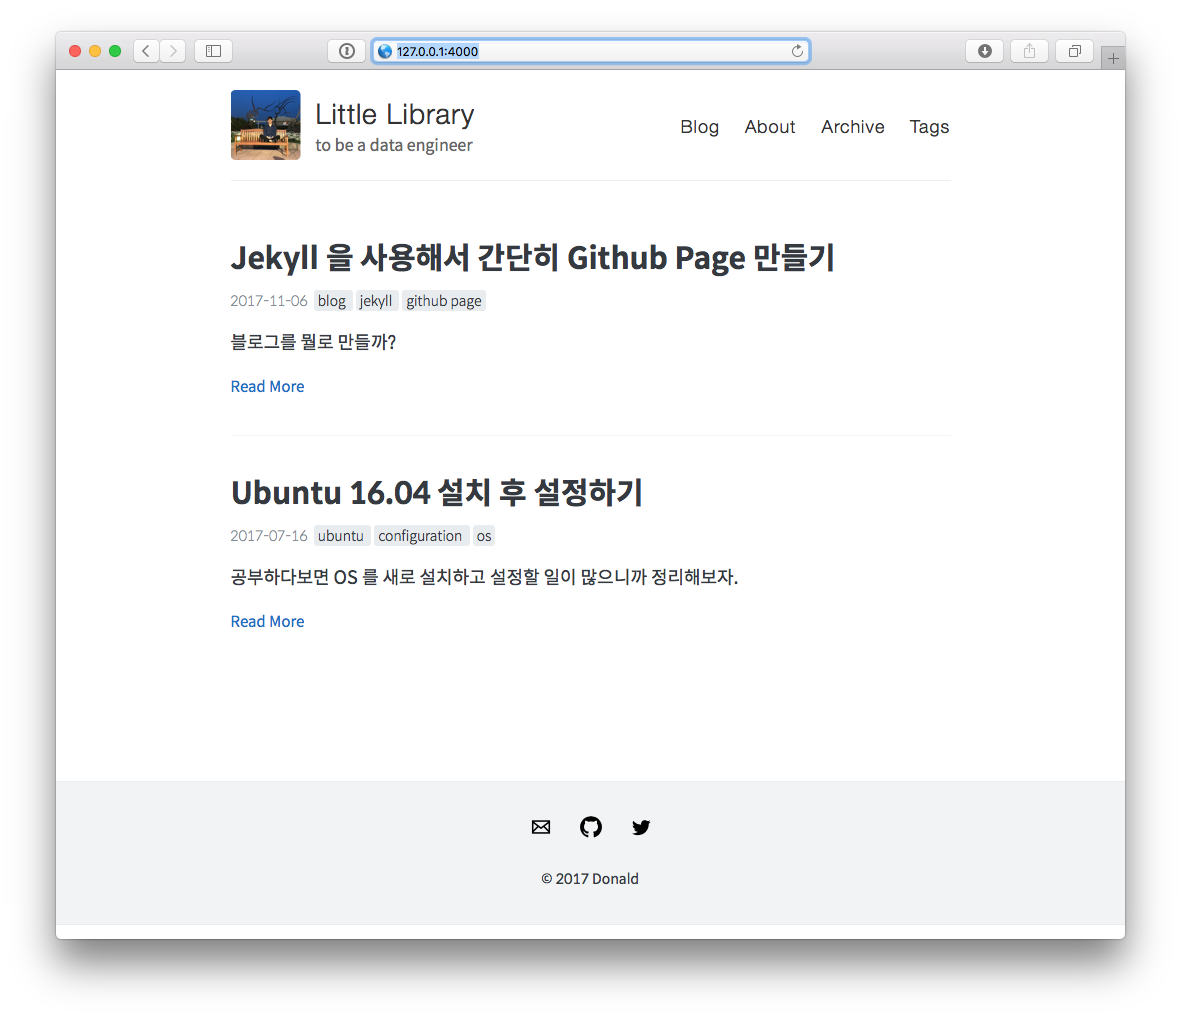 127.0.0.1:4000
Little Library
to be a data engineer
Blog About Archive Tags
Jekyll 을 사용해서 간단히 Github Page 만들기
2017-11-06 blog jekyll github page
블로그를 뭘로 만들까?
Read More
Ubuntu 16.04 설치 후 설정하기
2017-07-16 ubuntu configuration os
공부하다보면 OS 를 새로 설치하고 설정할 일이 많으니까 정리해보자.
Read More
© 2017 Donald